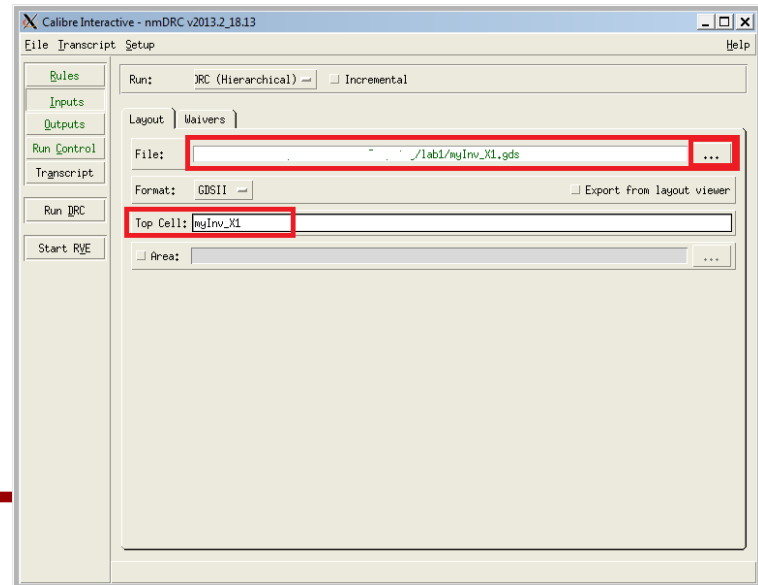 Calibre Interactive - nmDRC v2013.2_18.13
File Transcript Setup Help
Rules
Inputs
Outputs
Run Control
Transcript
Run DRC
Start RVE
Run: DRC (Hierarchical) Incremental
Layout Waivers
File: /lab1/myInv_X1.gds ...
Format: GDSII Export from layout viewer
Top Cell: myInv_X1
Area: ...